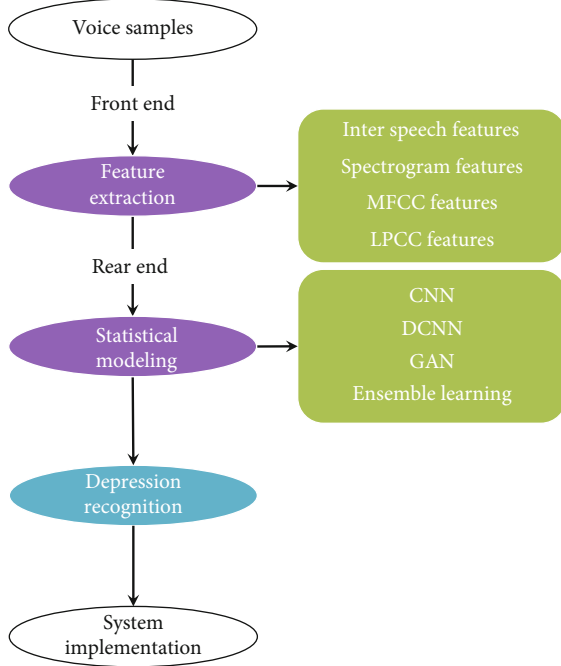 Voice samples
Front end
Feature
extraction
Inter speech features
Spectrogram features
MFCC features
LPCC features
Rear end
Statistical
modeling
CNN
DCNN
GAN
Ensemble learning
Depression
recognition
System
implementation